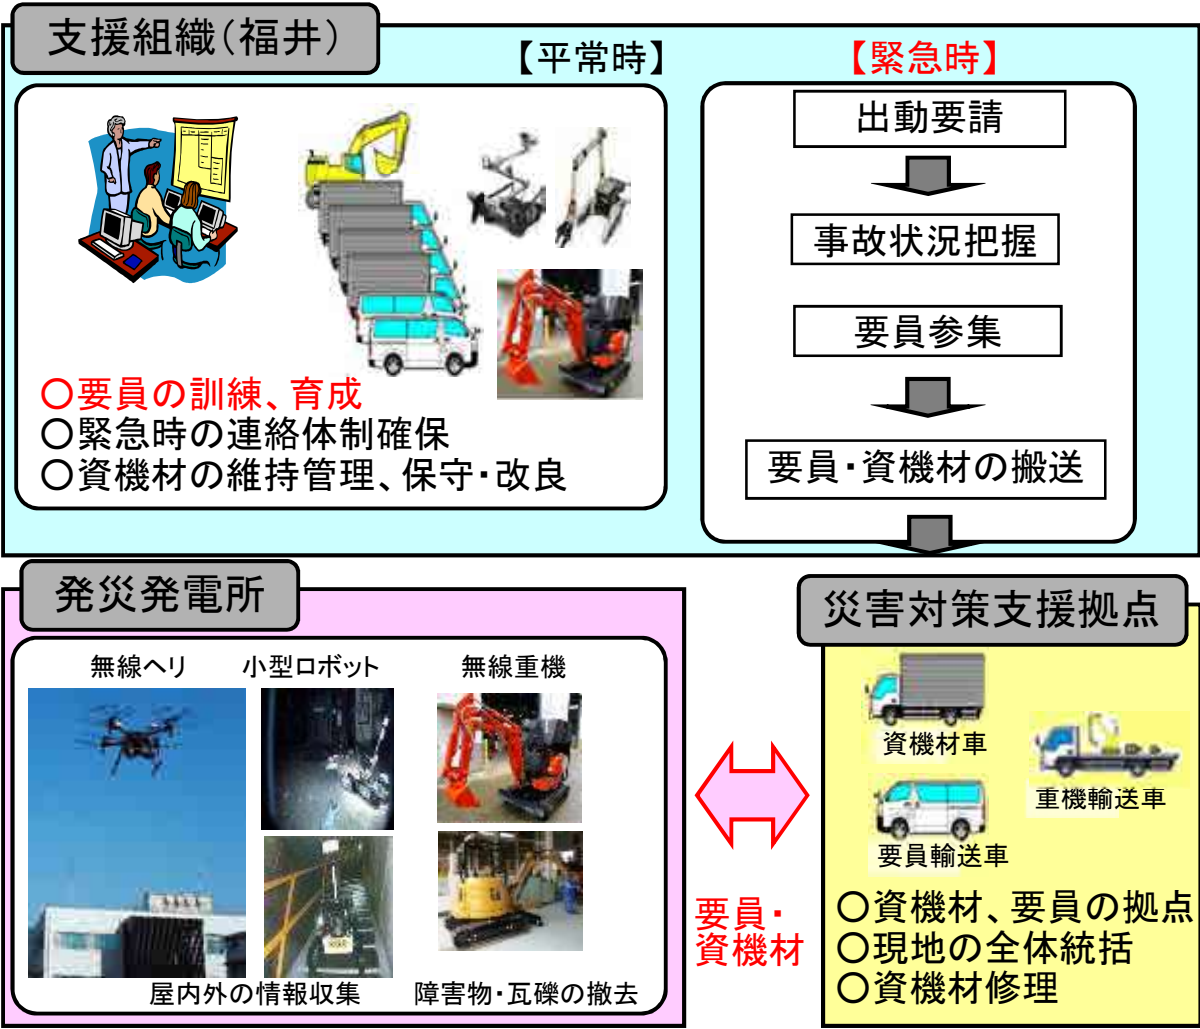 支援組織(福井)
【平常時】
○要員の訓練、育成
○緊急時の連絡体制確保
○資機材の維持管理、保守・改良
【緊急時】
出動要請
事故状況把握
要員参集
要員・資機材の搬送
発災発電所
無線ヘリ
小型ロボット
無線重機
屋内外の情報収集
障害物・瓦礫の撤去
要員・
資機材
災害対策支援拠点
資機材車
重機輸送車
要員輸送車
○資機材、要員の拠点
○現地の全体統括
○資機材修理